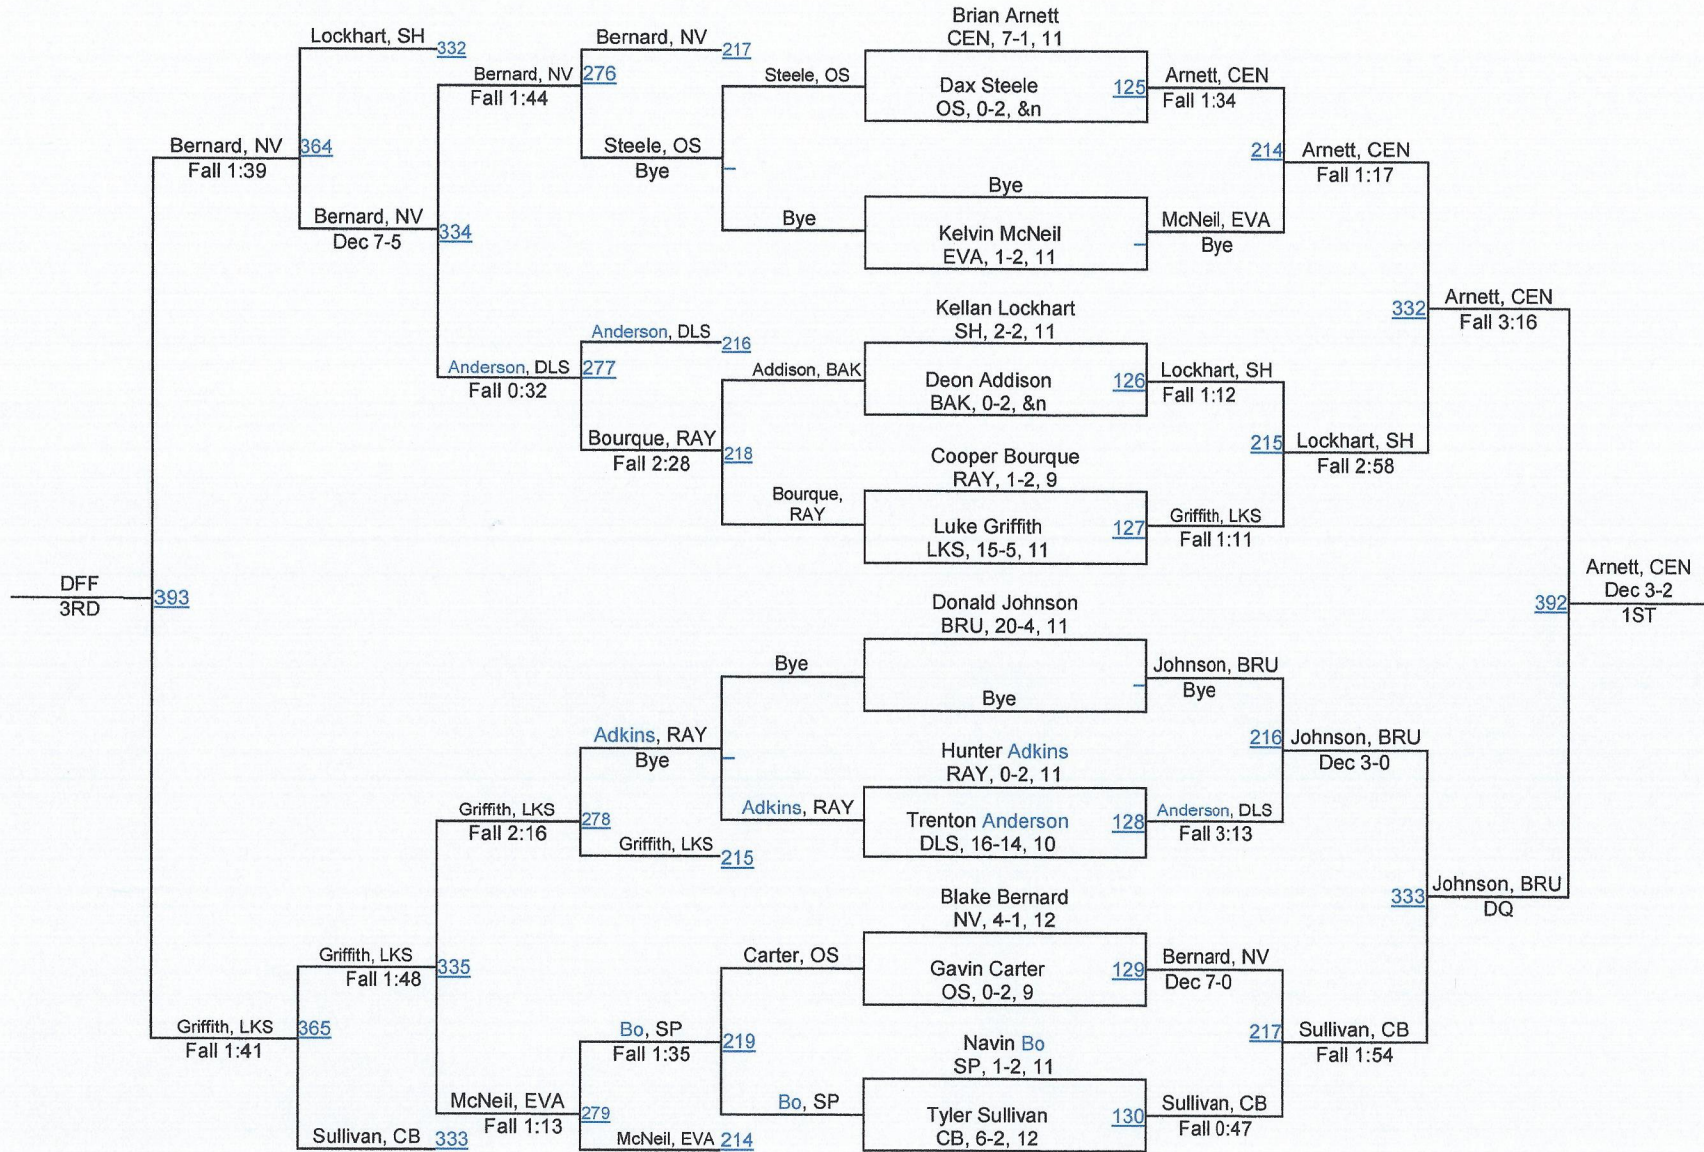 Brian Arnett
CEN, 7-1, 11
Lockhart, SH
332
Bernard, NV
217
Bernard, NV
276
Fall 1:44
Steele, OS
Dax Steele
OS, 0-2, &n
125
Arnett, CEN
Fall 1:34
Bernard, NV
364
Fall 1:39
Steele, OS
Bye
214
Arnett, CEN
Fall 1:17
Bernard, NV
334
Dec 7-5
Bye
Bye
Kelvin McNeil
EVA, 1-2, 11
McNeil, EVA
Bye
332
Arnett, CEN
Fall 3:16
Kellan Lockhart
SH, 2-2, 11
Anderson, DLS
216
Anderson, DLS
277
Fall 0:32
Addison, BAK
Deon Addison
BAK, 0-2, &n
126
Lockhart, SH
Fall 1:12
Bourque, RAY
218
Fall 2:28
215
Lockhart, SH
Fall 2:58
Cooper Bourque
RAY, 1-2, 9
Bourque,
RAY
Luke Griffith
LKS, 15-5, 11
127
Griffith, LKS
Fall 1:11
DFF
3RD
393
392
Arnett, CEN
Dec 3-2
1ST
Donald Johnson
BRU, 20-4, 11
Bye
Bye
Johnson, BRU
Bye
Adkins, RAY
Bye
216
Johnson, BRU
Dec 3-0
Hunter Adkins
RAY, 0-2, 11
Griffith, LKS
278
Fall 2:16
Adkins, RAY
Trenton Anderson
DLS, 16-14, 10
128
Anderson, DLS
Fall 3:13
Griffith, LKS
215
333
Johnson, BRU
DQ
Blake Bernard
NV, 4-1, 12
Griffith, LKS
335
Fall 1:48
Carter, OS
Gavin Carter
OS, 0-2, 9
129
Bernard, NV
Dec 7-0
Griffith, LKS
365
Fall 1:41
Bo, SP
219
Fall 1:35
217
Sullivan, CB
Fall 1:54
Navin Bo
SP, 1-2, 11
McNeil, EVA
279
Fall 1:13
Bo, SP
Tyler Sullivan
CB, 6-2, 12
130
Sullivan, CB
Fall 0:47
Sullivan, CB
333
McNeil, EVA
214